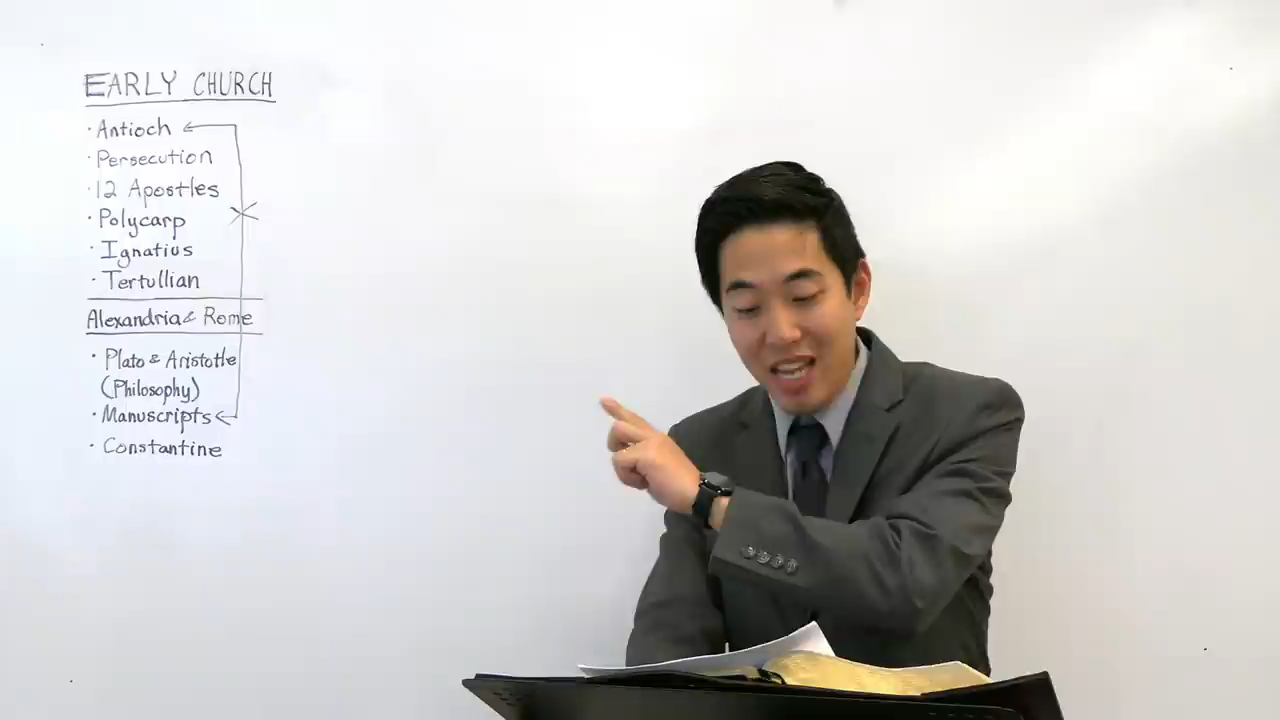 EARLY CHURCH
· Antioch
· Persecution
· 12 Apostles
· Polycarp
· Ignatius
· Tertullian
Alexandria & Rome
· Plato & Aristotle
(Philosophy)
· Manuscripts
· Constantine